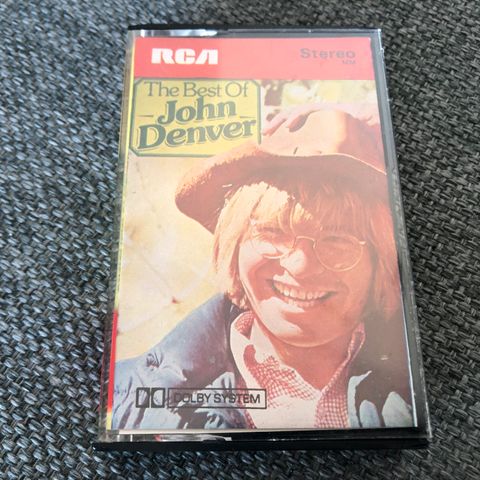 RCA
Stereo
The Best Of
John
Denver
DOLBY SYSTEM